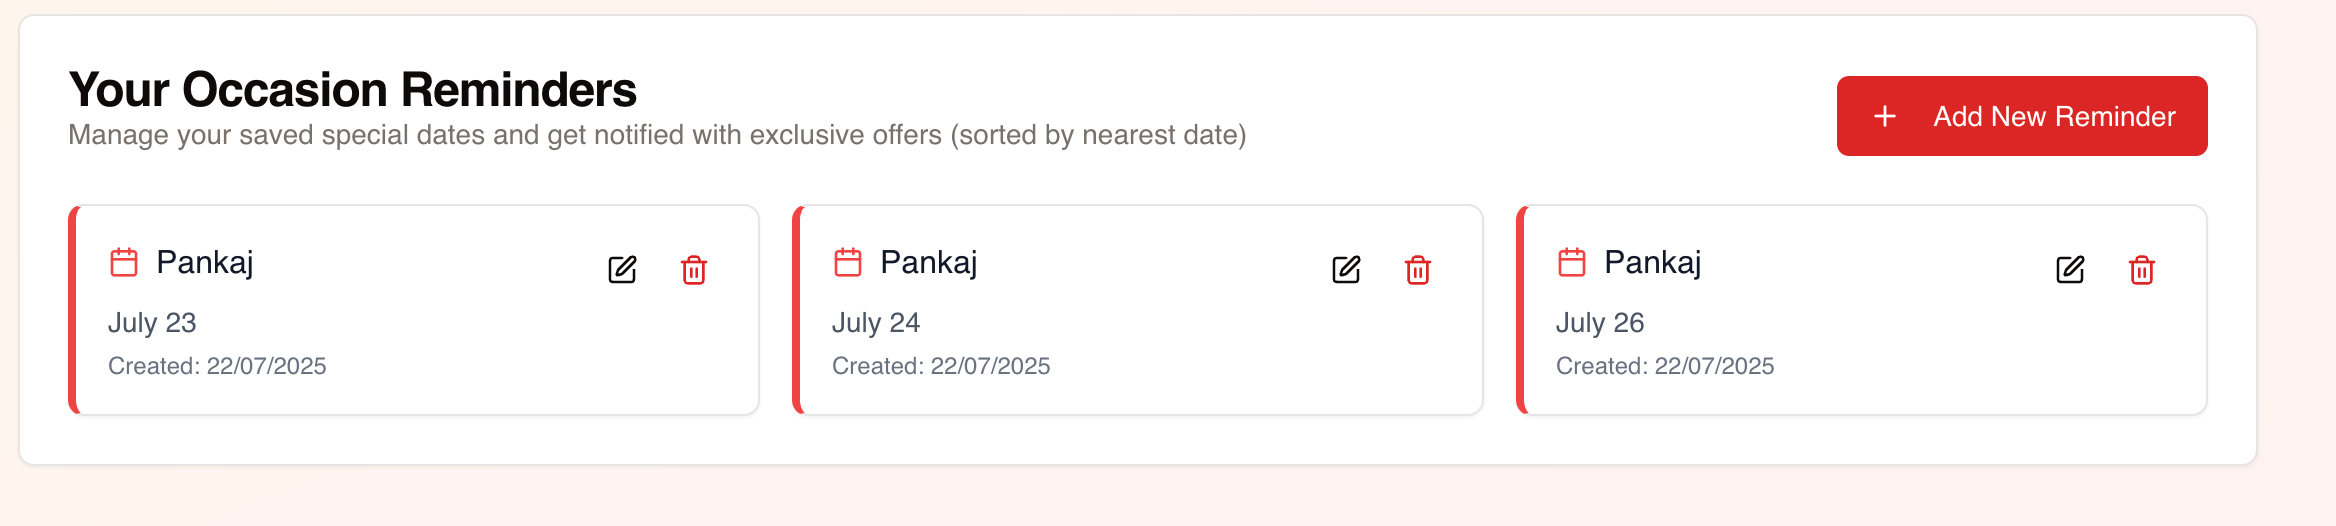 Your Occasion Reminders
Manage your saved special dates and get notified with exclusive offers (sorted by nearest date)
Add New Reminder
Pankaj
July 23
Created: 22/07/2025
Pankaj
July 24
Created: 22/07/2025
Pankaj
July 26
Created: 22/07/2025